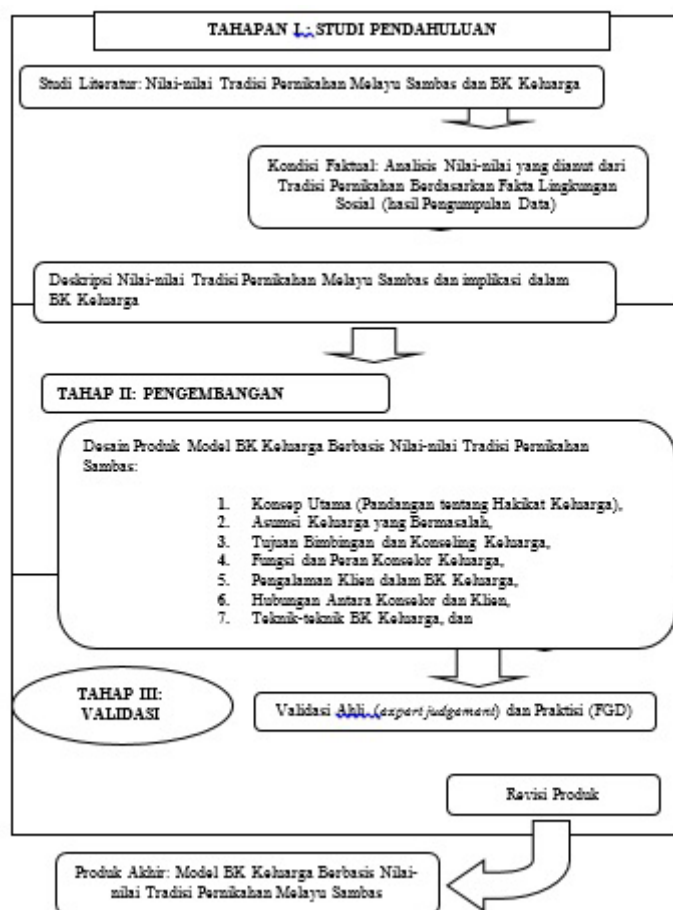 TAHAPAN I : STUDI PENDAHULUAN
Studi Literatur: Nilai-nilai Tradisi Pernikahan Melayu Sambas dan BK Keluarga
Kondisi Faktual: Analisis Nilai-nilai yang dianut dari
Tradisi Pernikahan Berdasarkan Fakta Lingkungan
Sosial (hasil Pengumpulan Data)
Deskripsi Nilai-nilai Tradisi Pernikahan Melayu Sambas dan implikasi dalam
BK Keluarga
TAHAP II: PENGEMBANGAN
Desain Produk Model BK Keluarga Berbasis Nilai-nilai Tradisi Pernikahan
Sambas:
1. Konsep Utama (Pandangan tentang Hakikat Keluarga),
2. Asumsi Keluarga yang Bermasalah,
3. Tujuan Bimbingan dan Konseling Keluarga,
4. Fungsi dan Peran Konselor Keluarga,
5. Pengalaman Klien dalam BK Keluarga,
6. Hubungan Antara Konselor dan Klien,
7. Teknik-teknik BK Keluarga, dan
TAHAP III:
VALIDASI
Validasi Ahli (expert judgement) dan Praktisi (FGD)
Revisi Produk
Produk Akhir: Model BK Keluarga Berbasis Nilai-
nilai Tradisi Pernikahan Melayu Sambas